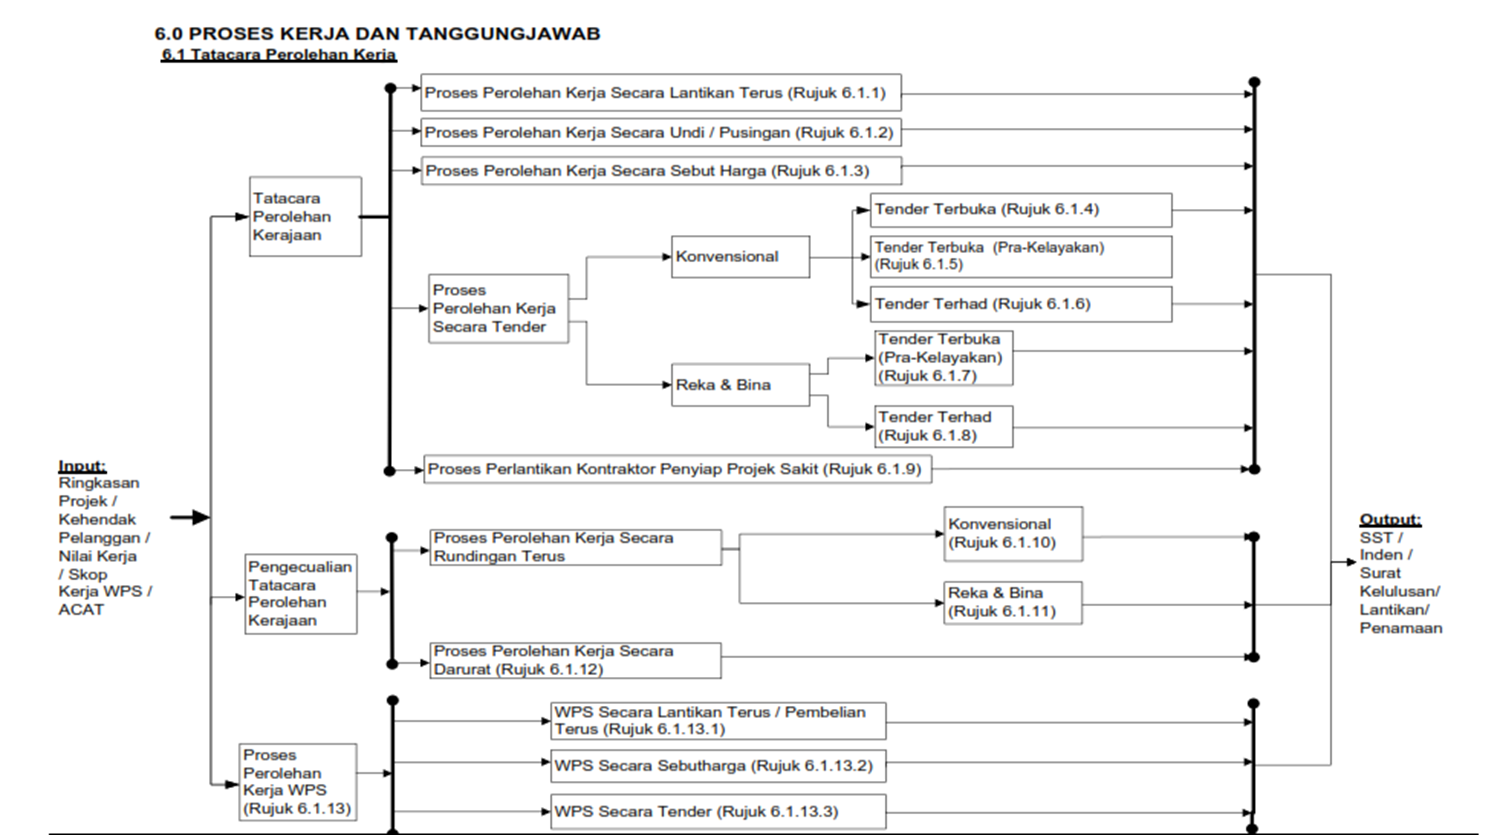 6.0 PROSES KERJA DAN TANGGUNGJAWAB
6.1 Tatacara Perolehan Kerja
Proses Perolehan Kerja Secara Lantikan Terus (Rujuk 6.1.1)
Proses Perolehan Kerja Secara Undi / Pusingan (Rujuk 6.1.2)
Proses Perolehan Kerja Secara Sebut Harga (Rujuk 6.1.3)
Tatacara
Perolehan
Kerajaan
Proses
Perolehan Kerja
Secara Tender
Konvensional
Tender Terbuka (Rujuk 6.1.4)
Tender Terbuka (Pra-Kelayakan)
(Rujuk 6.1.5)
Tender Terhad (Rujuk 6.1.6)
Reka & Bina
Tender Terbuka
(Pra-Kelayakan)
(Rujuk 6.1.7)
Tender Terhad
(Rujuk 6.1.8)
Proses Perlantikan Kontraktor Penyiap Projek Sakit (Rujuk 6.1.9)
Input:
Ringkasan
Projek /
Kehendak
Pelanggan /
Nilai Kerja
/ Skop
Kerja WPS /
ACAT
Pengecualian
Tatacara
Perolehan
Kerajaan
Proses Perolehan Kerja Secara
Rundingan Terus
Konvensional
(Rujuk 6.1.10)
Reka & Bina
(Rujuk 6.1.11)
Proses Perolehan Kerja Secara
Darurat (Rujuk 6.1.12)
Output:
SST /
Inden /
Surat
Kelulusan/
Lantikan/
Penamaan
Proses
Perolehan
Kerja WPS
(Rujuk 6.1.13)
WPS Secara Lantikan Terus / Pembelian
Terus (Rujuk 6.1.13.1)
WPS Secara Sebutharga (Rujuk 6.1.13.2)
WPS Secara Tender (Rujuk 6.1.13.3)